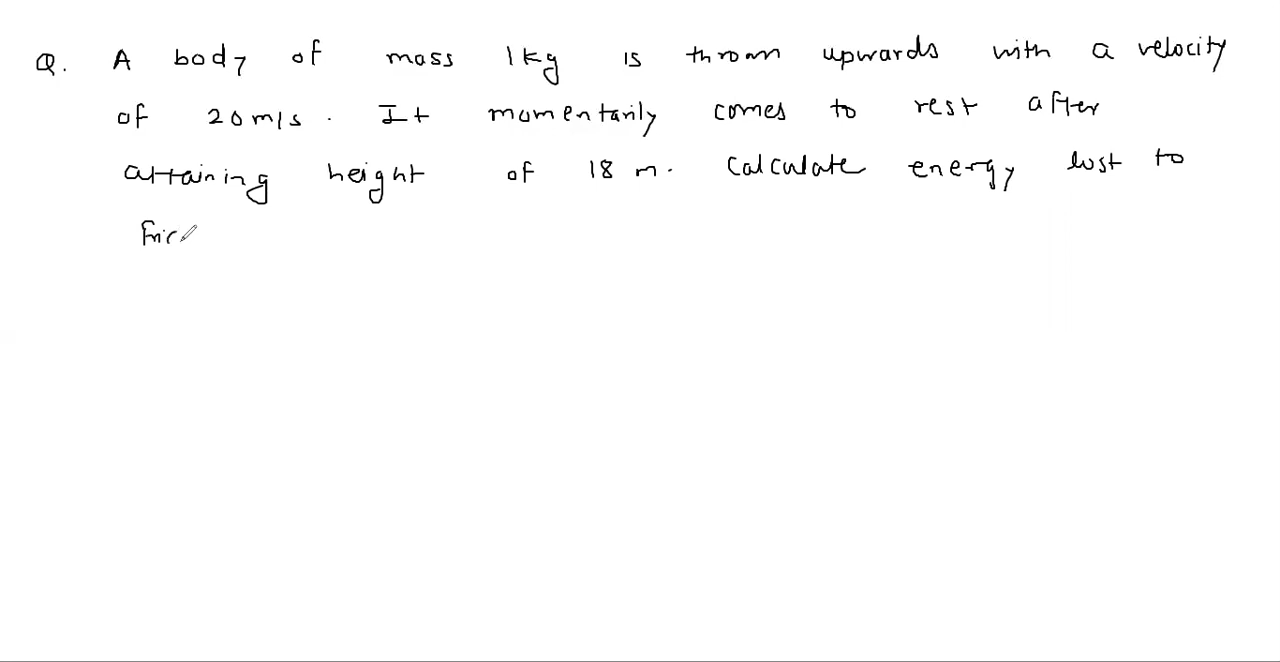 Q. A body of mass 1kg is thrown upwards with a velocity
of 20m/s. It momentarily comes to rest after
attaining height of 18 m. Calculate energy lost to
Fric